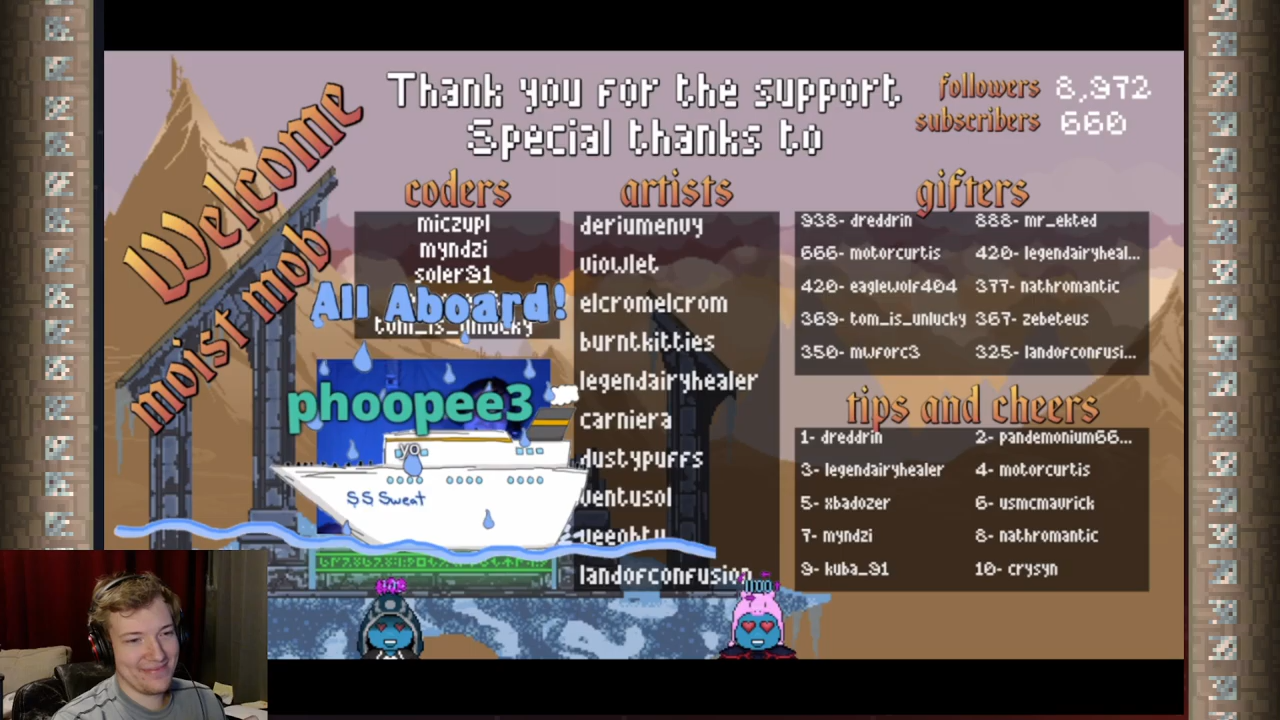 Welcome
moist mob
Thank you for the support
Special thanks to
followers 8,972
subscribers 660
coders
miczupl
myndzi
soler91
tom_is_unlucky
All Aboard!
phoopee3
yo
SS Sweat
artists
deriumenvy
viowlet
elcromelcrom
burntkitties
legendairyhealer
carniera
dustypuffs
ventusol
landofconfusion
gifters
938- dreddrin 888- mr_ekted
666- motorcurtis 420- legendairyheal...
420- eaglewolf404 377- nathromantic
369- tom_is_unlucky 367- zebeteus
350- mwforc3 325- landofconfusi...
tips and cheers
1- dreddrin 2- pandemonium66...
3- legendairyhealer 4- motorcurtis
5- xbadozer 6- usmcmavrick
7- myndzi 8- nathromantic
9- kuba_91 10- crysyn